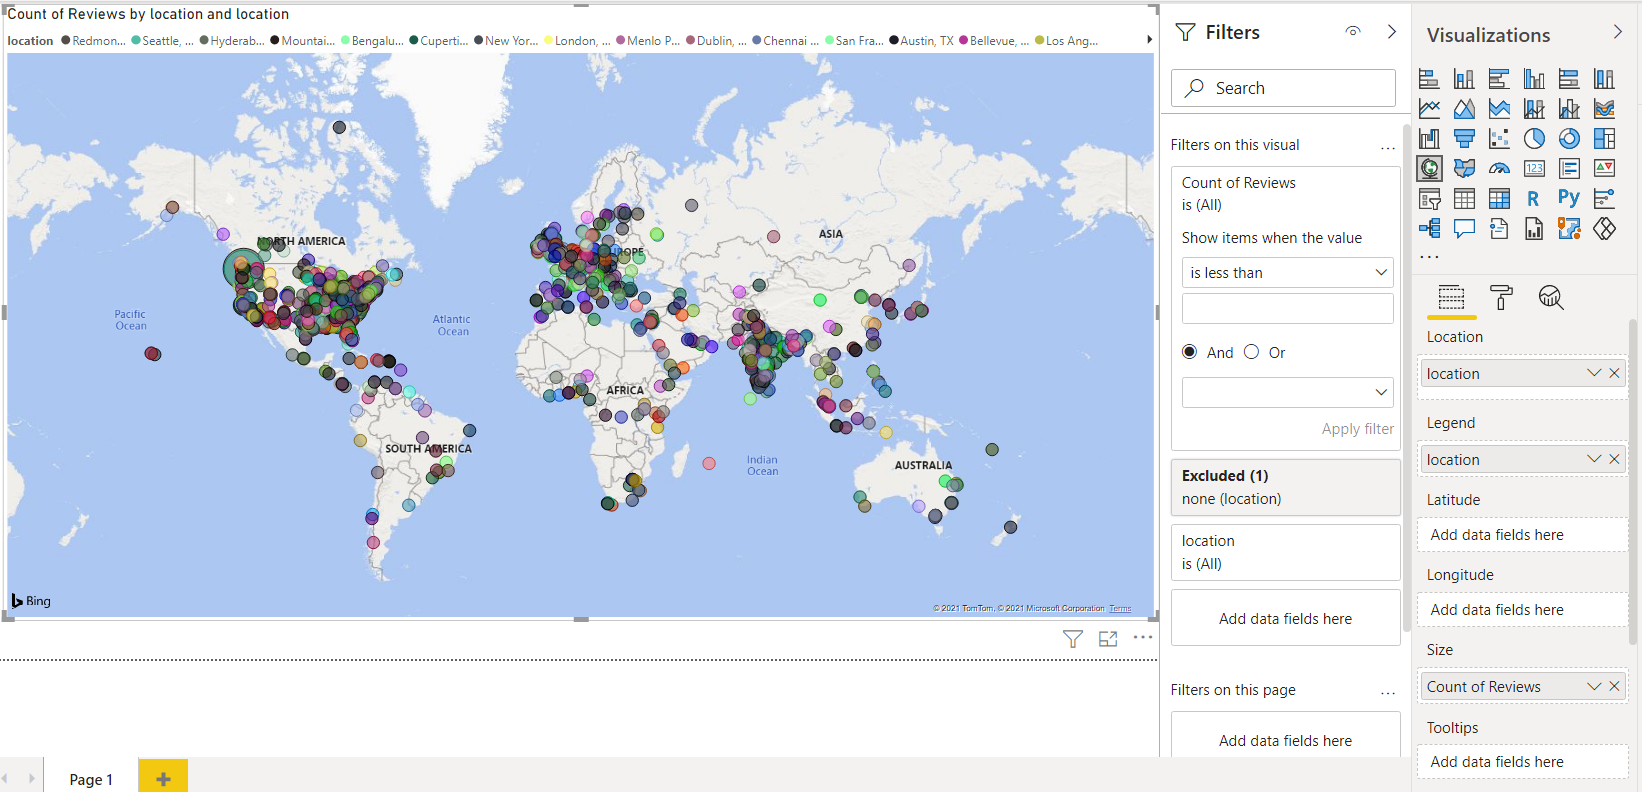 Count of Reviews by location and location
location Redmon... Seattle, ... Hyderab... Mountai... Bengalu... Cuperti... New Yor... London, ... Menlo P... Dublin, ... Chennai ... San Fra... Austin, TX Bellevue, ... Los Ang...
NORTH AMERICA
EUROPE
ASIA
Pacific
Ocean
Atlantic
Ocean
AFRICA
SOUTH AMERICA
Indian
Ocean
AUSTRALIA
Bing
© 2021 TomTom, © 2021 Microsoft Corporation Terms
Page 1
Filters
Search
Filters on this visual
Count of Reviews
is (All)
Show items when the value
is less than
And Or
Apply filter
Excluded (1)
none (location)
location
is (All)
Add data fields here
Filters on this page
Add data fields here
Visualizations
123
R
Py
Location
location
Legend
location
Latitude
Add data fields here
Longitude
Add data fields here
Size
Count of Reviews
Tooltips
Add data fields here